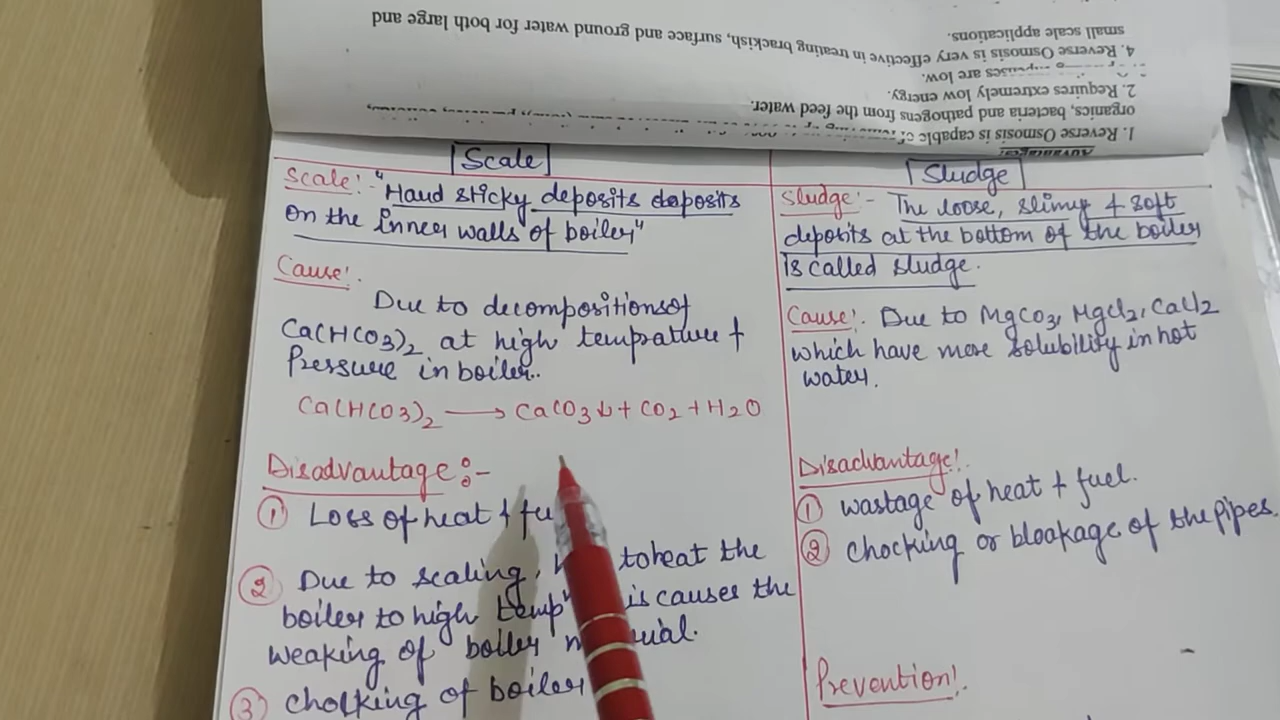 small scale applications.
4. Reverse Osmosis is very effective in treating brackish, surface and ground water for both large and
are low.
2. Requires extremely low energy.
organics, bacteria and pathogens from the feed water.
1. Reverse Osmosis is capable of
Advantages:
Scale
Scale:- "Hard sticky deposits deposits
on the inner walls of boiler"
Cause:
Due to decompositions of
Ca(HCO3)2 at high temprature +
Pressure in boiler..
Ca(HCO3)2 → CaCO3↓ + CO2 + H2O
Disadvantage :-
① Loss of heat + fu
② Due to scaling, to heat the
boiler to high temp is causes the
weaking of boiler
③ chocking of boiler
Sludge
Sludge:- The loose, slimy + soft
deposits at the bottom of the boiler
is called sludge.
Cause:. Due to MgCO3, MgCl2, CaCl2
which have more solubility in hot
water.
Disadvantage:.
① wastage of heat + fuel.
② chocking or bloakage of the pipes.
Prevention:.